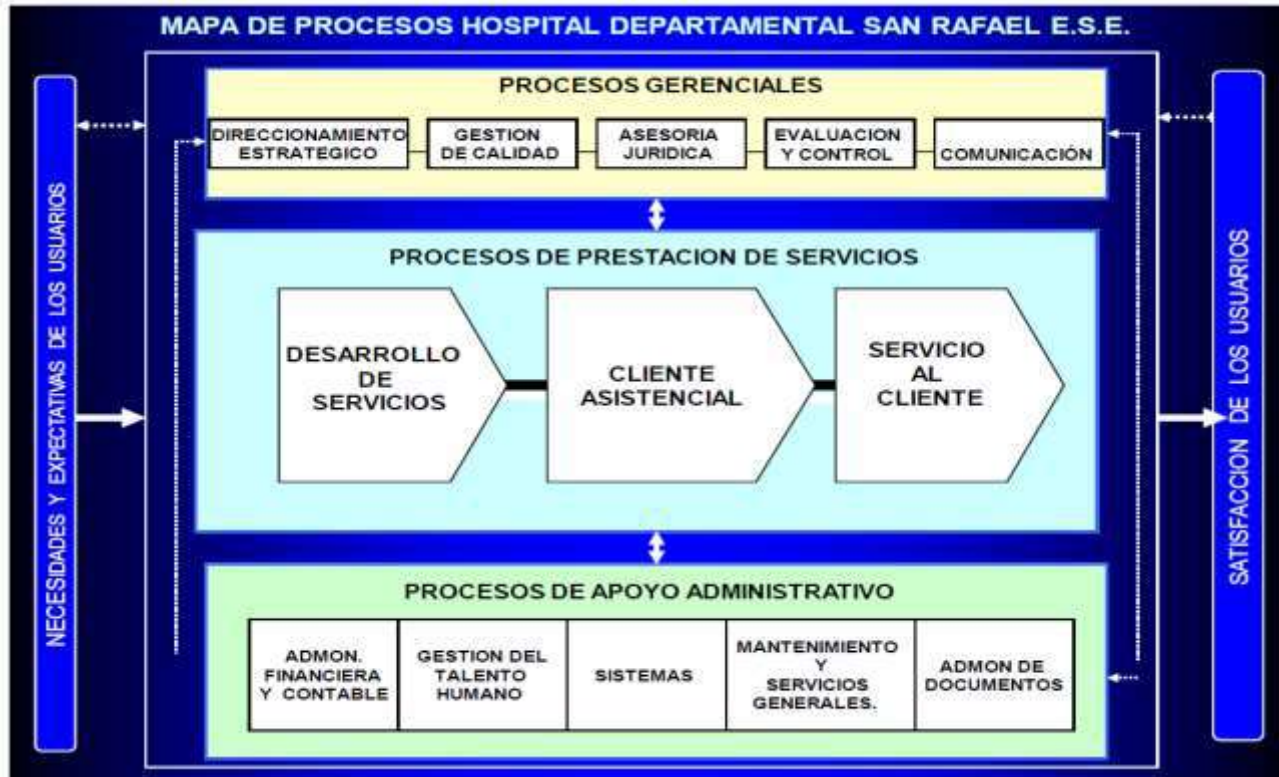 MAPA DE PROCESOS HOSPITAL DEPARTAMENTAL SAN RAFAEL E.S.E.
NECESIDADES Y EXPECTATIVAS DE LOS USUARIOS
PROCESOS GERENCIALES
DIRECCIONAMIENTO
ESTRATEGICO
GESTION
DE CALIDAD
ASESORIA
JURIDICA
EVALUACION
Y CONTROL
COMUNICACIÓN
PROCESOS DE PRESTACION DE SERVICIOS
DESARROLLO
DE
SERVICIOS
CLIENTE
ASISTENCIAL
SERVICIO
AL
CLIENTE
PROCESOS DE APOYO ADMINISTRATIVO
ADMON.
FINANCIERA
Y CONTABLE
GESTION DEL
TALENTO
HUMANO
SISTEMAS
MANTENIMIENTO
Y
SERVICIOS
GENERALES.
ADMON DE
DOCUMENTOS
SATISFACCION DE LOS USUARIOS